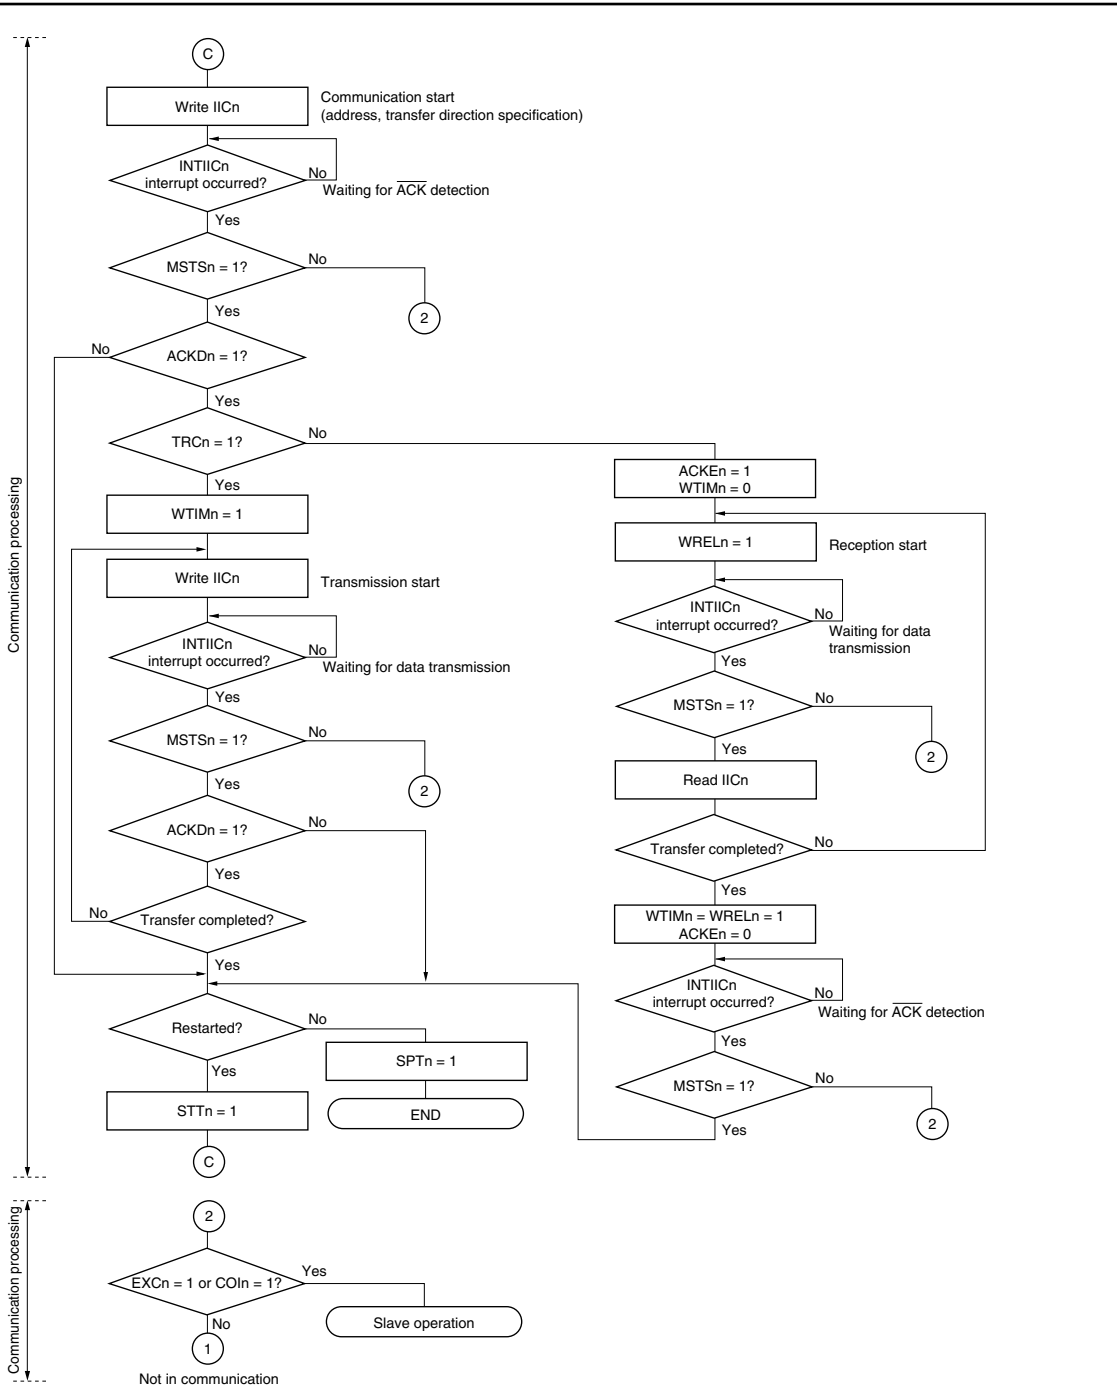 C
Write IICn
Communication start
(address, transfer direction specification)
INTIICn
interrupt occurred?
No
Waiting for ACK detection
Yes
MSTSn = 1?
No
2
Yes
ACKDn = 1?
No
Yes
TRCn = 1?
No
Yes
WTIMn = 1
Write IICn
Transmission start
INTIICn
interrupt occurred?
No
Waiting for data transmission
Yes
MSTSn = 1?
No
2
Yes
ACKDn = 1?
No
Yes
Transfer completed?
No
Yes
Restarted?
No
SPTn = 1
END
Yes
STTn = 1
C
ACKEn = 1
WTIMn = 0
WRELn = 1
Reception start
INTIICn
interrupt occurred?
No
Waiting for data
transmission
Yes
MSTSn = 1?
No
2
Yes
Read IICn
Transfer completed?
No
Yes
WTIMn = WRELn = 1
ACKEn = 0
INTIICn
interrupt occurred?
No
Waiting for ACK detection
Yes
MSTSn = 1?
No
2
Yes
Communication processing
2
EXCn = 1 or COIn = 1?
Yes
Slave operation
No
1
Not in communication
Communication processing